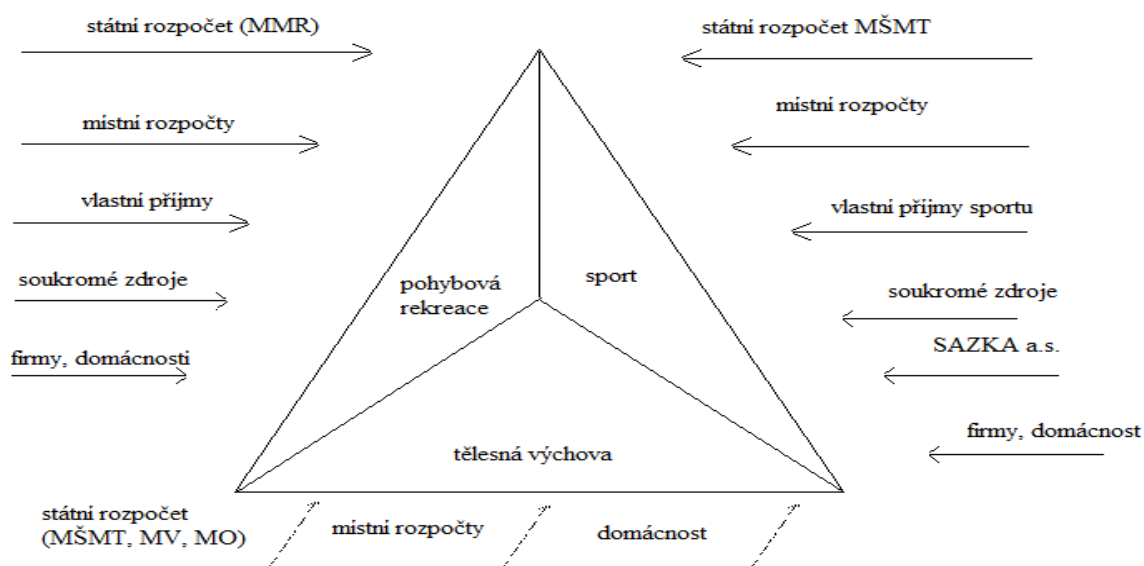 státní rozpočet (MMR)
státní rozpočet MŠMT
místní rozpočty
místní rozpočty
vlastní příjmy
vlastní příjmy sportu
pohybová
rekreace
sport
soukromé zdroje
soukromé zdroje
firmy, domácnosti
SAZKA a.s.
firmy, domácnost
tělesná výchova
státní rozpočet
(MŠMT, MV, MO)
místní rozpočty
domácnost